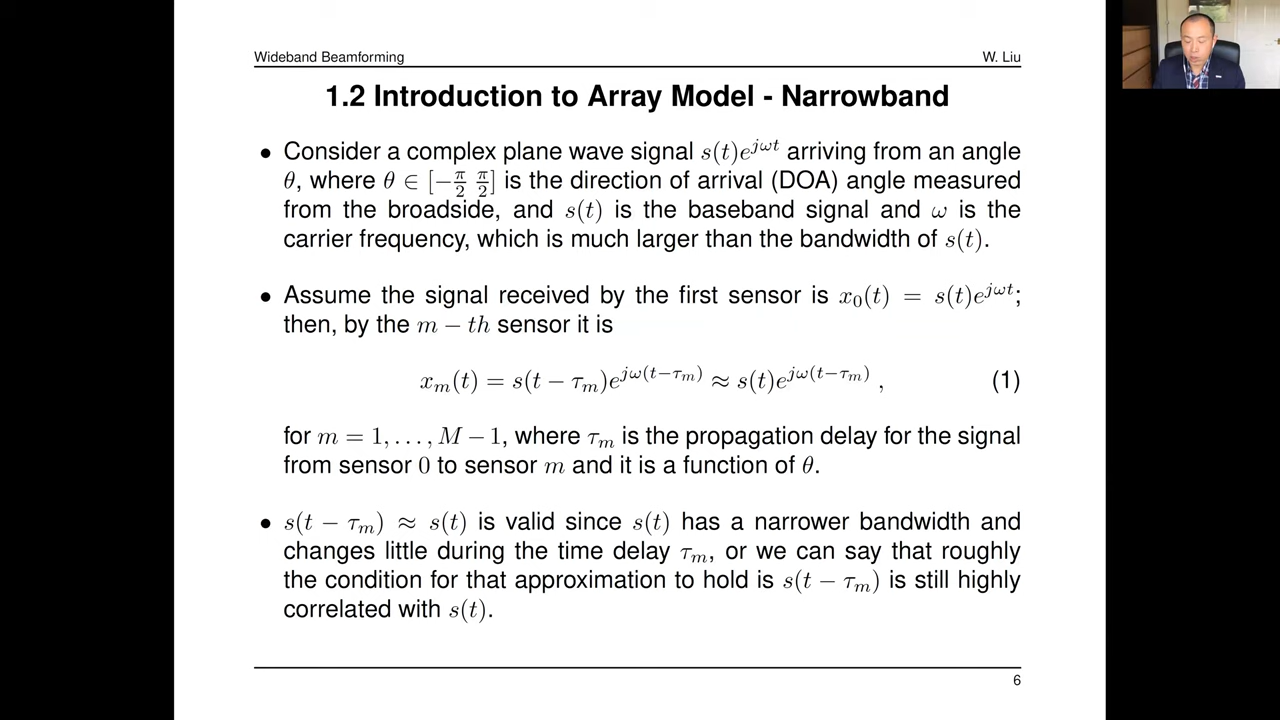 Wideband Beamforming W. Liu
1.2 Introduction to Array Model - Narrowband
• Consider a complex plane wave signal s(t)e^{jωt} arriving from an angle
θ, where θ ∈ [−π/2 π/2] is the direction of arrival (DOA) angle measured
from the broadside, and s(t) is the baseband signal and ω is the
carrier frequency, which is much larger than the bandwidth of s(t).
• Assume the signal received by the first sensor is x_0(t) = s(t)e^{jωt};
then, by the m − th sensor it is
x_m(t) = s(t − τ_m)e^{jω(t−τ_m)} ≈ s(t)e^{jω(t−τ_m)} , (1)
for m = 1, . . . , M − 1, where τ_m is the propagation delay for the signal
from sensor 0 to sensor m and it is a function of θ.
• s(t − τ_m) ≈ s(t) is valid since s(t) has a narrower bandwidth and
changes little during the time delay τ_m, or we can say that roughly
the condition for that approximation to hold is s(t − τ_m) is still highly
correlated with s(t).
6